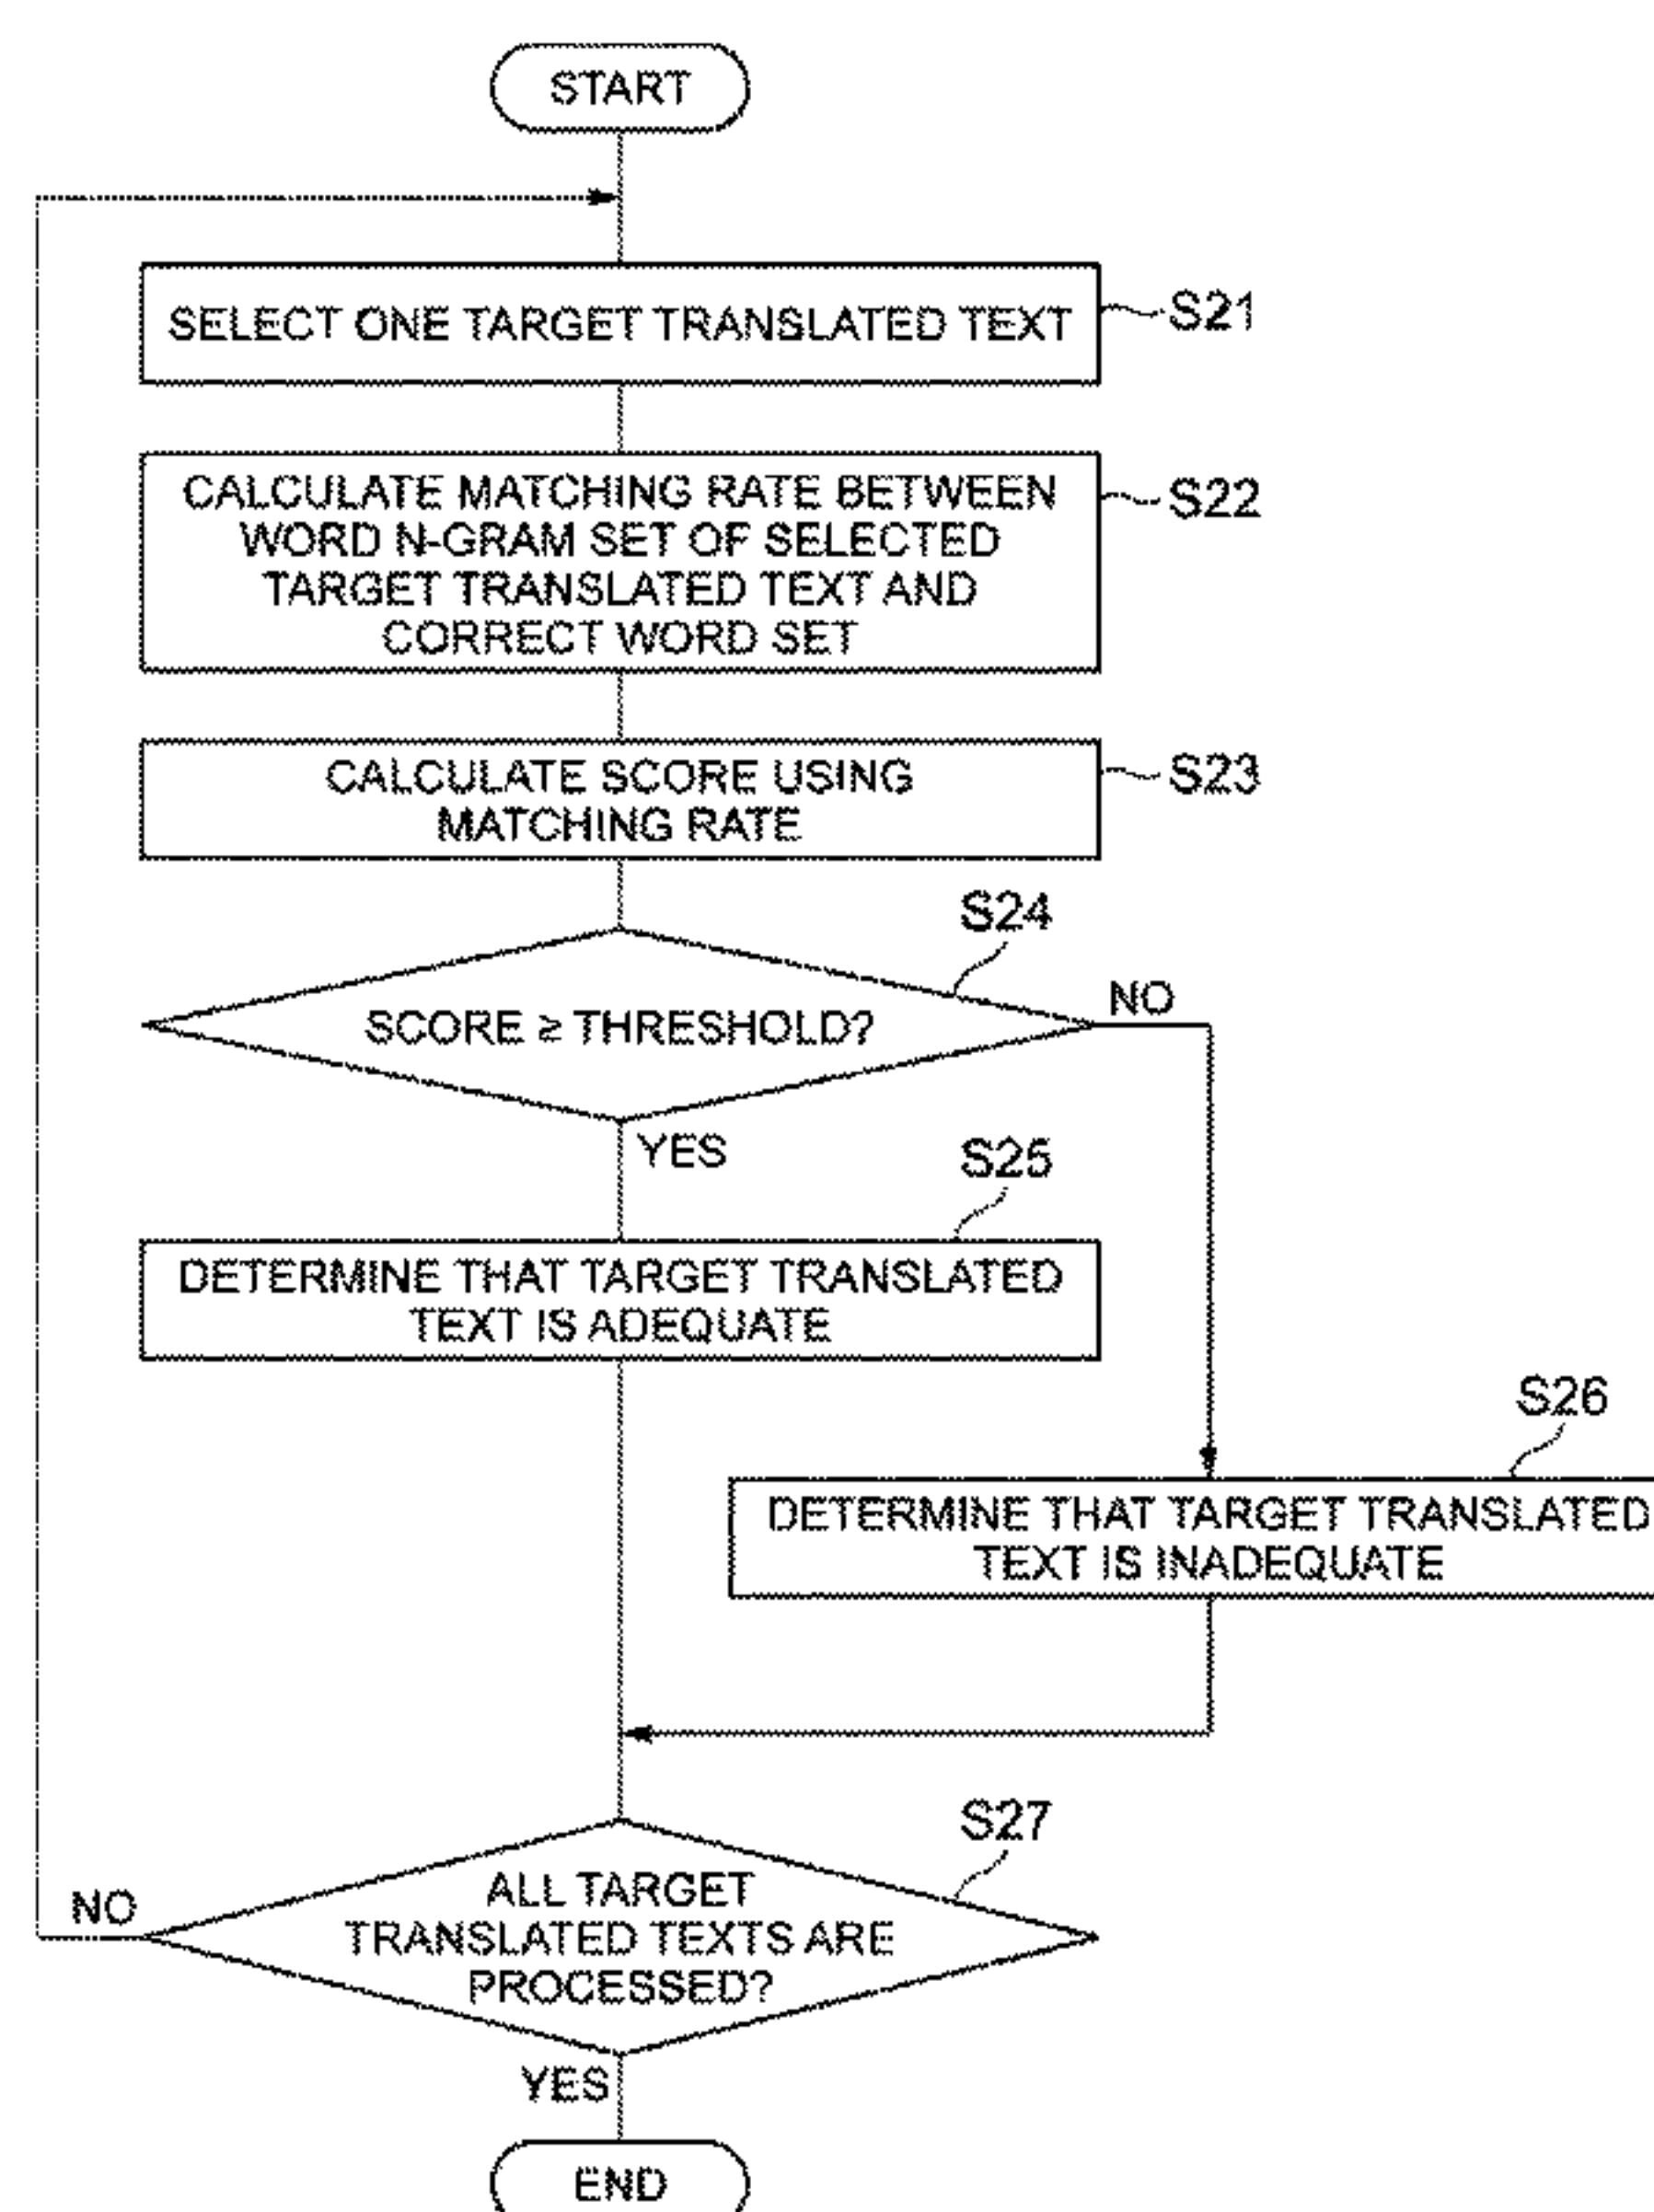 START
SELECT ONE TARGET TRANSLATED TEXT
S21
CALCULATE MATCHING RATE BETWEEN
WORD N-GRAM SET OF SELECTED
TARGET TRANSLATED TEXT AND
CORRECT WORD SET
S22
CALCULATE SCORE USING
MATCHING RATE
S23
S24
SCORE ≥ THRESHOLD?
NO
YES
S25
DETERMINE THAT TARGET TRANSLATED
TEXT IS ADEQUATE
S26
DETERMINE THAT TARGET TRANSLATED
TEXT IS INADEQUATE
S27
ALL TARGET
TRANSLATED TEXTS ARE
PROCESSED?
NO
YES
END